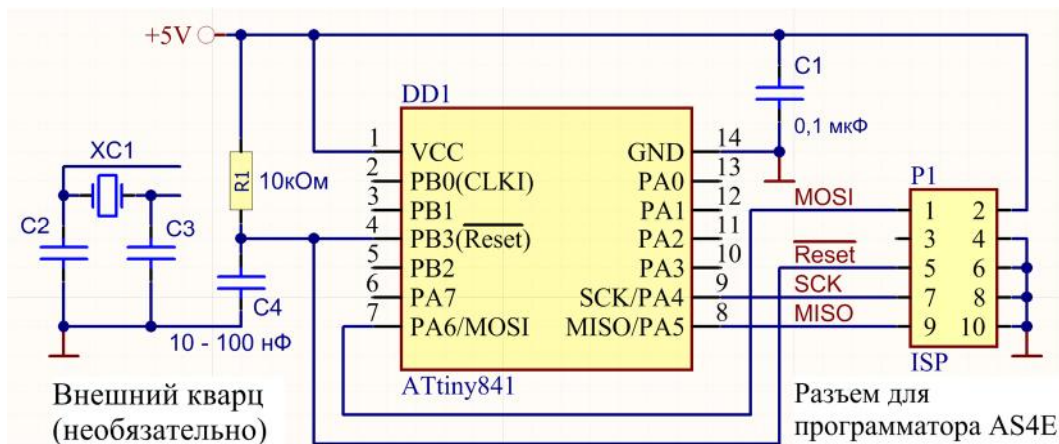 +5V
C1
0,1 мкФ
DD1
XC1
R1
10кОм
C2
C3
C4
10 - 100 нФ
1
VCC
GND
14
2
PB0(CLKI)
PA0
13
3
PB1
PA1
12
4
PB3(Reset)
PA2
11
5
PB2
PA3
10
6
PA7
SCK/PA4
9
7
PA6/MOSI
MISO/PA5
8
ATtiny841
P1
MOSI
1 2
3 4
Reset
5 6
SCK
7 8
MISO
9 10
ISP
Внешний кварц
(необязательно)
Разъем для
программатора AS4E